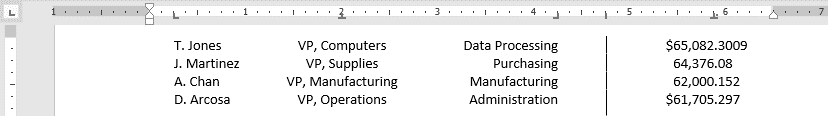 1 1 2 3 4 5 6 7
T. Jones VP, Computers Data Processing $65,082.3009
J. Martinez VP, Supplies Purchasing 64,376.08
A. Chan VP, Manufacturing Manufacturing 62,000.152
D. Arcosa VP, Operations Administration $61,705.297